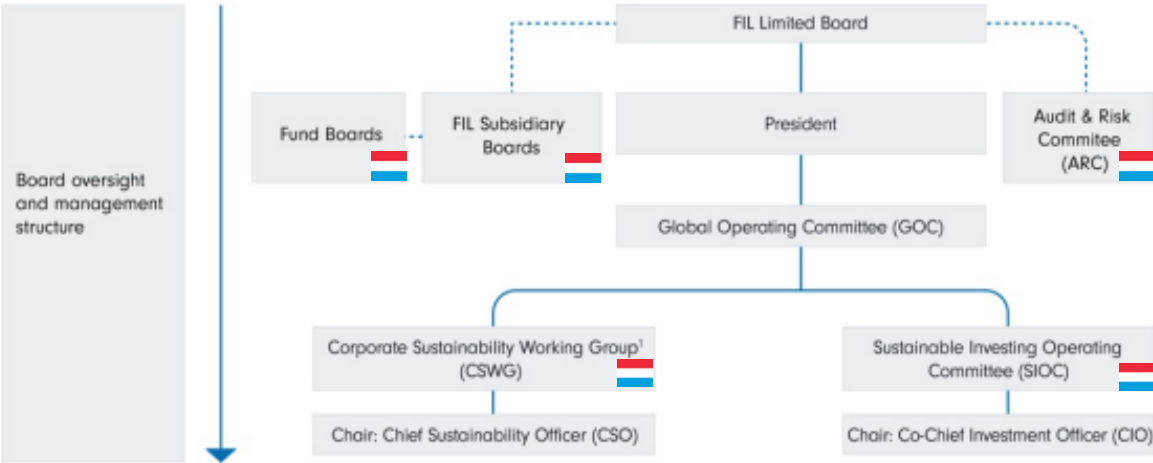 FIL Limited Board
Fund Boards
FIL Subsidiary
Boards
President
Audit & Risk
Commitee
(ARC)
Board oversight
and management
structure
Global Operating Committee (GOC)
Corporate Sustainability Working Group¹
(CSWG)
Sustainable Investing Operating
Committee (SIOC)
Chair: Chief Sustainability Officer (CSO)
Chair: Co-Chief Investment Officer (CIO)